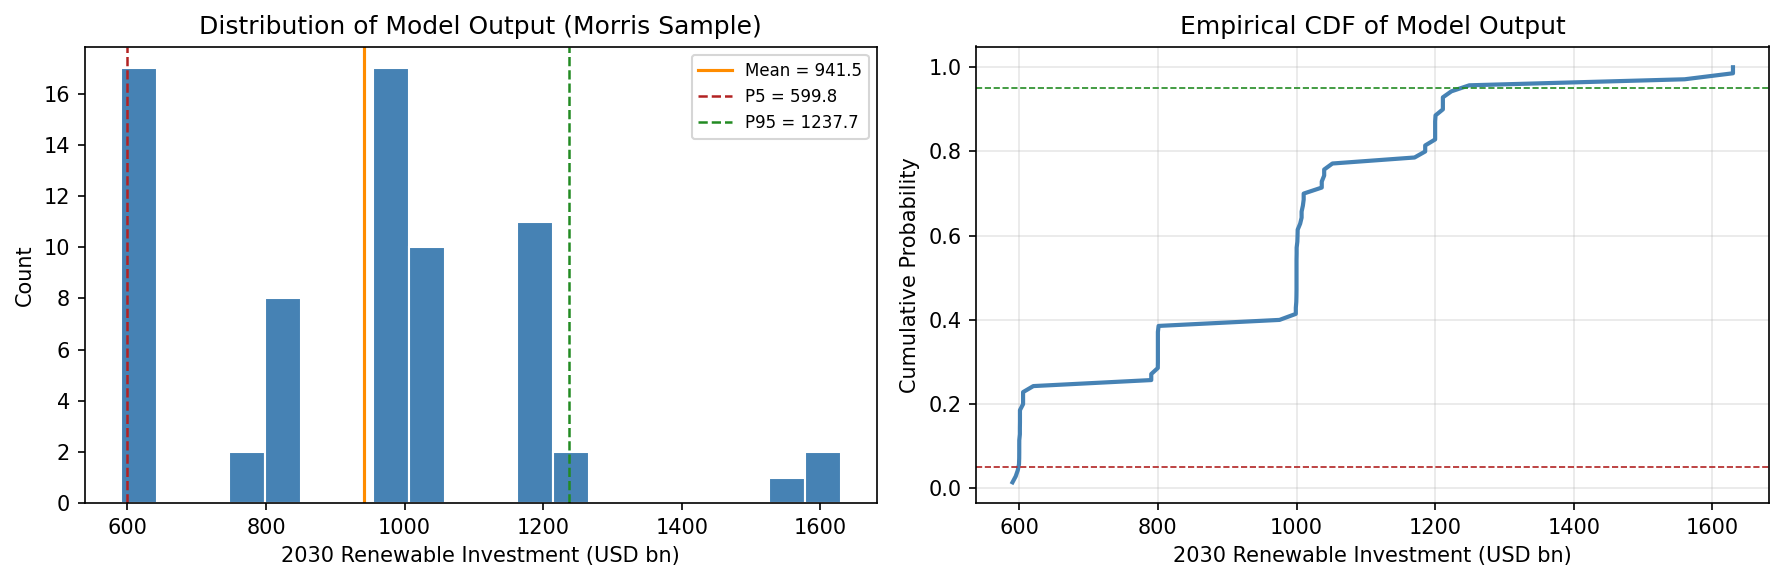 Distribution of Model Output (Morris Sample)
Mean = 941.5
P5 = 599.8
P95 = 1237.7
Count
16
14
12
10
8
6
4
2
0
600 800 1000 1200 1400 1600
2030 Renewable Investment (USD bn)
Empirical CDF of Model Output
Cumulative Probability
1.0
0.8
0.6
0.4
0.2
0.0
600 800 1000 1200 1400 1600
2030 Renewable Investment (USD bn)